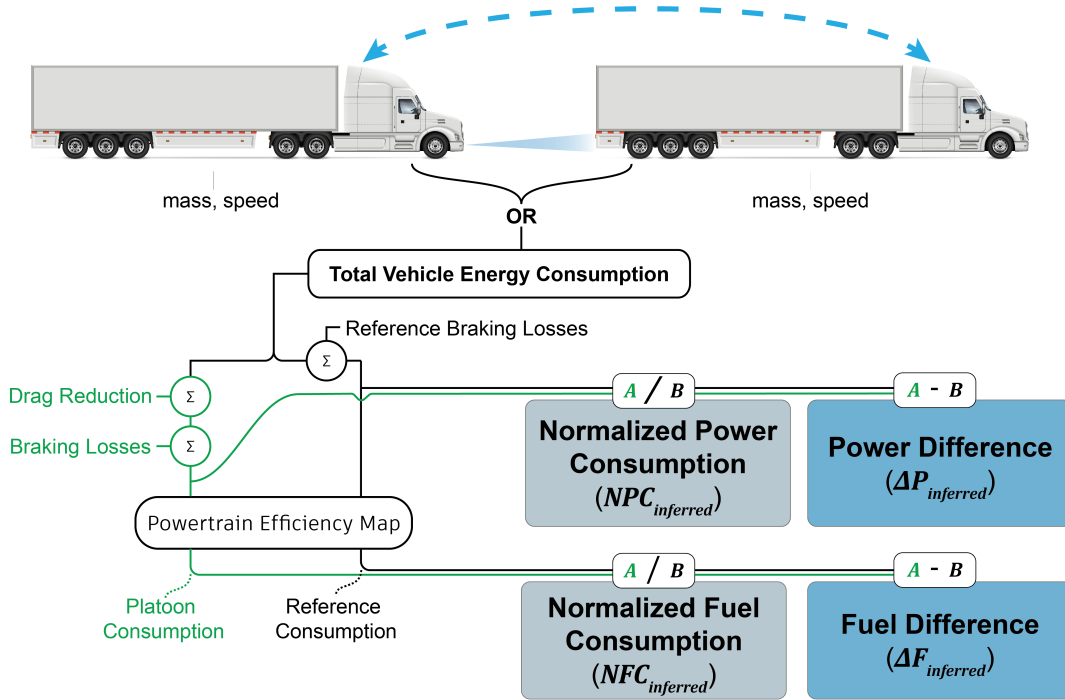 mass, speed
mass, speed
OR
Total Vehicle Energy Consumption
Reference Braking Losses
Σ
Drag Reduction
Σ
Braking Losses
Σ
A / B
A - B
Normalized Power
Consumption
(NPCinferred)
Power Difference
(ΔPinferred)
Powertrain Efficiency Map
A / B
A - B
Platoon
Consumption
Reference
Consumption
Normalized Fuel
Consumption
(NFCinferred)
Fuel Difference
(ΔFinferred)